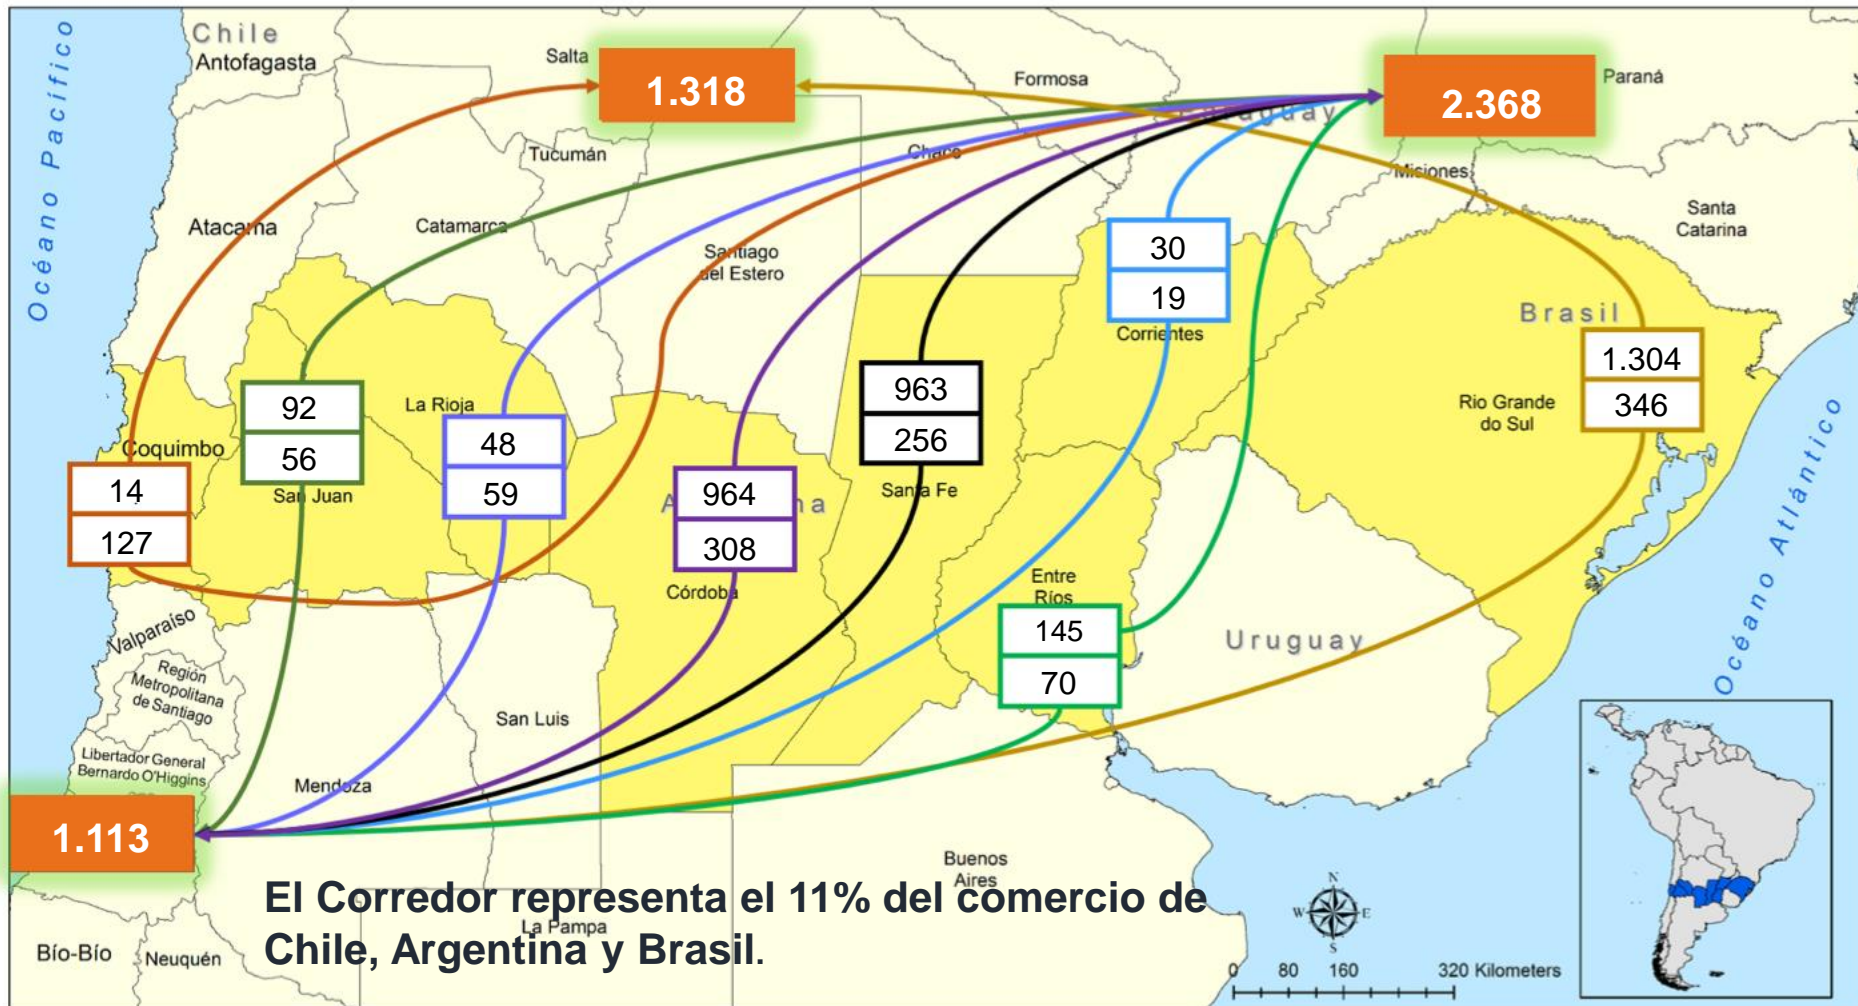 Océano Pacífico
Chile
Antofagasta
Salta
1.318
Formosa
2.368
Paraná
Tucumán
Chaco
Misiones
Atacama
Catamarca
Santiago
del Estero
Santa
Catarina
30
19
Corrientes
Brasil
1.304
346
Rio Grande
do Sul
92
56
San Juan
La Rioja
48
59
963
256
Santa Fe
Coquimbo
14
127
964
308
Córdoba
Entre
Ríos
145
70
Uruguay
Océano Atlántico
Valparaíso
Región
Metropolitana
de Santiago
Libertador General
Bernardo O'Higgins
San Luis
Mendoza
1.113
Buenos
Aires
El Corredor representa el 11% del comercio de
Chile, Argentina y Brasil.
La Pampa
Bío-Bío
Neuquén
N
W
E
S
0 80 160 320 Kilometers